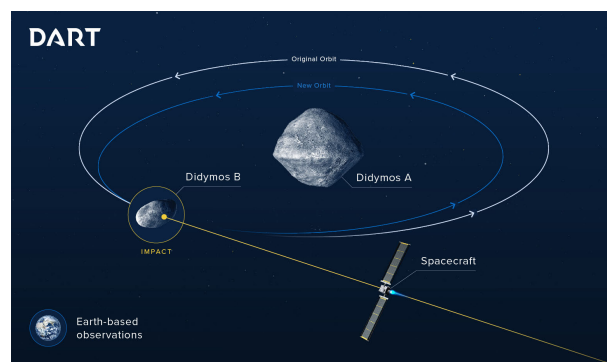 DART
Original Orbit
New Orbit
Didymos B
Didymos A
IMPACT
Spacecraft
Earth-based
observations